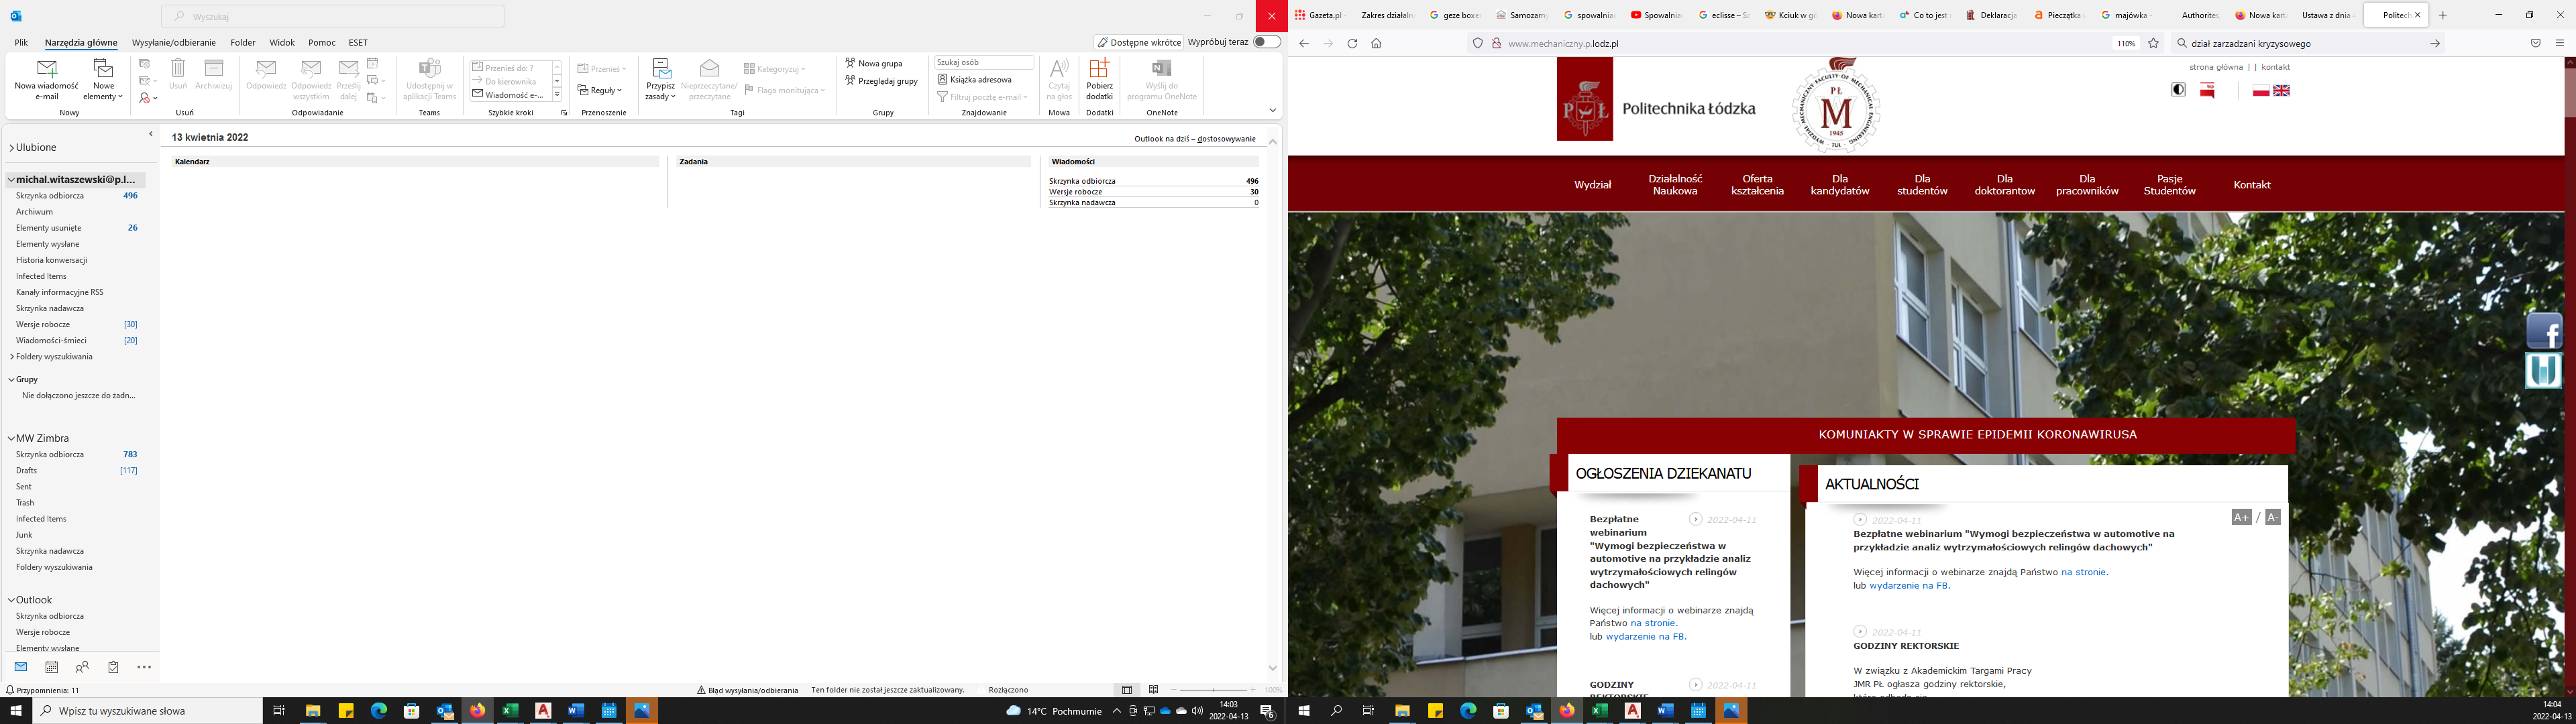 Wyszukaj
Plik Narzędzia główne Wysyłanie/odbieranie Folder Widok Pomoc ESET
Dostępne wkrótce Wypróbuj teraz
Nowa wiadomość e-mail
Nowe elementy
Nowy
Usuń
Archiwizuj
Usuń
Odpowiedz
Odpowiedz wszystkim
Prześlij dalej
Odpowiadanie
Udostępnij w aplikacji Teams
Teams
Przenieś do: ?
Do kierownika
Wiadomość e-...
Szybkie kroki
Przenieś
Reguły
Przenoszenie
Przypisz zasady
Nieprzeczytane/ przeczytane
Kategoryzuj
Flaga monitująca
Tagi
Nowa grupa
Przeglądaj grupy
Grupy
Szukaj osób
Książka adresowa
Filtruj pocztę e-mail
Znajdowanie
Czytaj na głos
Mowa
Pobierz dodatki
Dodatki
Wyślij do programu OneNote
OneNote
Ulubione
michal.witaszewski@p.l...
Skrzynka odbiorcza 496
Archiwum
Elementy usunięte 26
Elementy wysłane
Historia konwersacji
Infected Items
Kanały informacyjne RSS
Skrzynka nadawcza
Wersje robocze [30]
Wiadomości-śmieci [20]
Foldery wyszukiwania
Grupy
Nie dołączono jeszcze do żadn...
MW Zimbra
Skrzynka odbiorcza 783
Drafts [117]
Sent
Trash
Infected Items
Junk
Skrzynka nadawcza
Foldery wyszukiwania
Outlook
Skrzynka odbiorcza
Wersje robocze
Elementy wysłane
13 kwietnia 2022
Outlook na dziś – dostosowywanie
Kalendarz
Zadania
Wiadomości
Skrzynka odbiorcza 496
Wersje robocze 30
Skrzynka nadawcza 0
Przypomnienia: 11
Błąd wysyłania/odbierania
Ten folder nie został jeszcze zaktualizowany.
Rozłączono
100%
Wpisz tu wyszukiwane słowa
14°C Pochmurnie
14:03
2022-04-13
6
Gazeta.pl -
Zakres działaln
geze boxer
Samozamy
spowalniac
Spowalnia
eclisse – Sz
Kciuk w gó
Nowa karta
Co to jest
Deklaracja
Pieczątka
majówka -
Authorites,
Nowa karta
Ustawa z dnia 4
Politech
www.mechaniczny.p.lodz.pl
110%
dział zarzadzani kryzysowego
strona główna | | kontakt
Politechnika Łódzka
PŁ
M
1945
Wydział
Działalność Naukowa
Oferta kształcenia
Dla kandydatów
Dla studentów
Dla doktorantow
Dla pracowników
Pasje Studentów
Kontakt
KOMUNIAKTY W SPRAWIE EPIDEMII KORONAWIRUSA
OGŁOSZENIA DZIEKANATU
Bezpłatne 2022-04-11
webinarium
"Wymogi bezpieczeństwa w
automotive na przykładzie analiz
wytrzymałościowych relingów
dachowych"
Więcej informacji o webinarze znajdą
Państwo na stronie.
lub wydarzenie na FB.
GODZINY 2022-04-11
REKTORSKIE
AKTUALNOŚCI
A+ / A-
2022-04-11
Bezpłatne webinarium "Wymogi bezpieczeństwa w automotive na
przykładzie analiz wytrzymałościowych relingów dachowych"
Więcej informacji o webinarze znajdą Państwo na stronie.
lub wydarzenie na FB.
2022-04-11
GODZINY REKTORSKIE
W związku z Akademickim Targami Pracy
JMR PŁ ogłasza godziny rektorskie,
14:04
2022-04-13